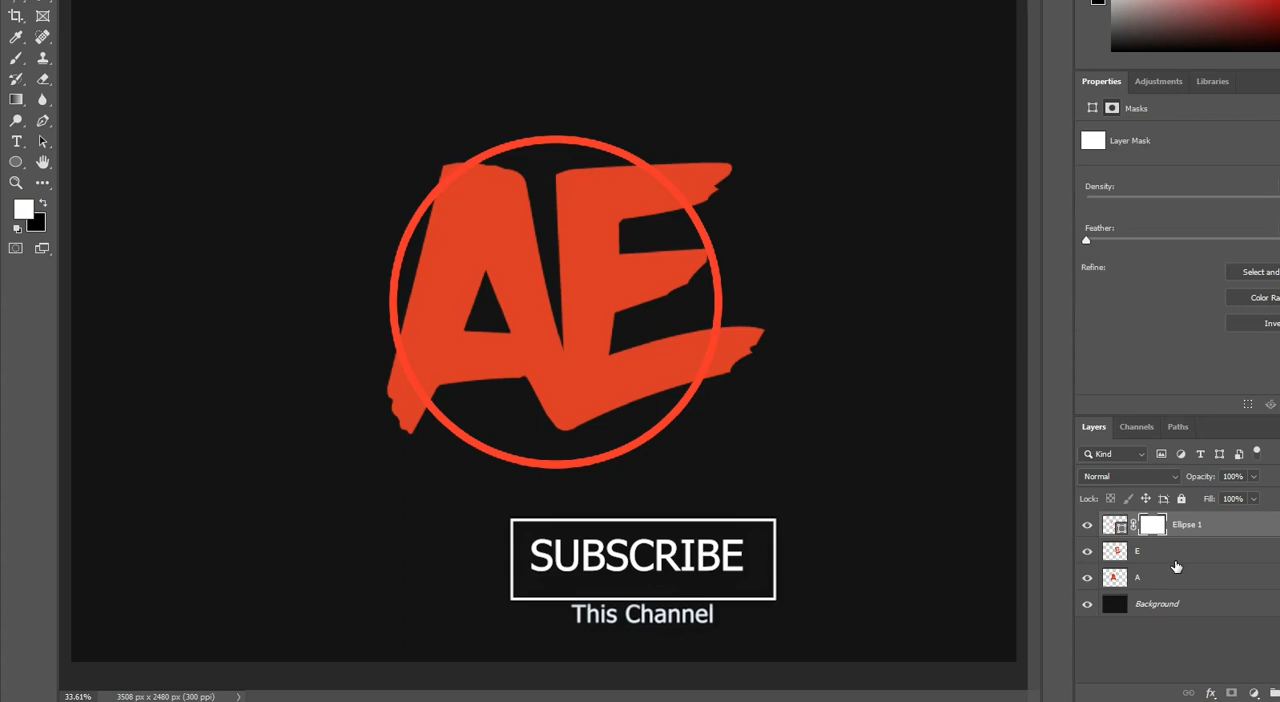 Properties Adjustments Libraries
Masks
Layer Mask
Density:
Feather:
Refine:
Select and
Color Ra
Inve
AE
SUBSCRIBE
This Channel
Layers Channels Paths
Kind
Normal Opacity: 100%
Lock: Fill: 100%
Ellipse 1
E
A
Background
33.61% 3508 px x 2480 px (300 ppi)